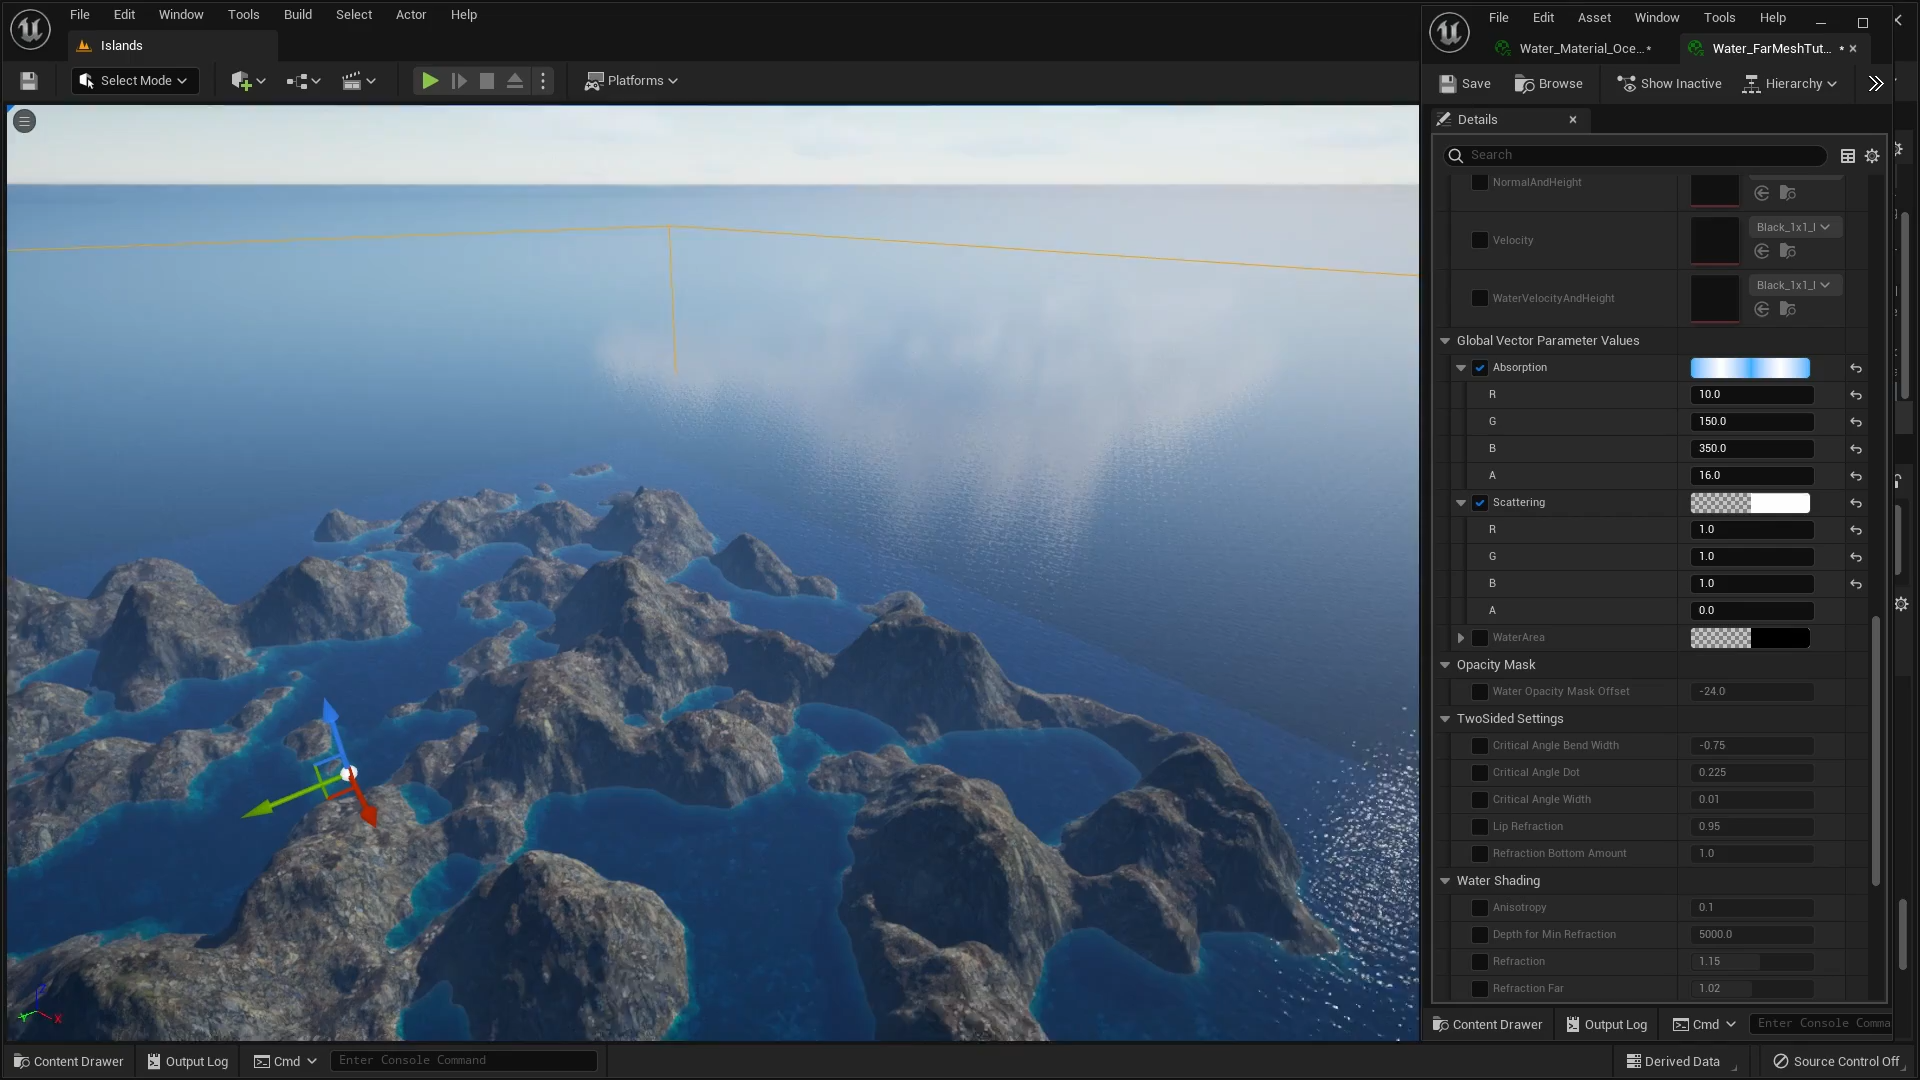 File Edit Window Tools Build Select Actor Help
Islands
Select Mode
Platforms
File Edit Asset Window Tools Help
Water_Material_Oce...*
Water_FarMeshTut... *
Save Browse Show Inactive Hierarchy
Details
Search
NormalAndHeight
Velocity
Black_1x1_I
WaterVelocityAndHeight
Black_1x1_I
Global Vector Parameter Values
Absorption
R 10.0
G 150.0
B 350.0
A 16.0
Scattering
R 1.0
G 1.0
B 1.0
A 0.0
WaterArea
Opacity Mask
Water Opacity Mask Offset -24.0
TwoSided Settings
Critical Angle Bend Width -0.75
Critical Angle Dot 0.225
Critical Angle Width 0.01
Lip Refraction 0.95
Refraction Bottom Amount 1.0
Water Shading
Anisotropy 0.1
Depth for Min Refraction 5000.0
Refraction 1.15
Refraction Far 1.02
Content Drawer Output Log Cmd Enter Console Comma
Z
Y X
Content Drawer Output Log Cmd Enter Console Command
Derived Data Source Control Off